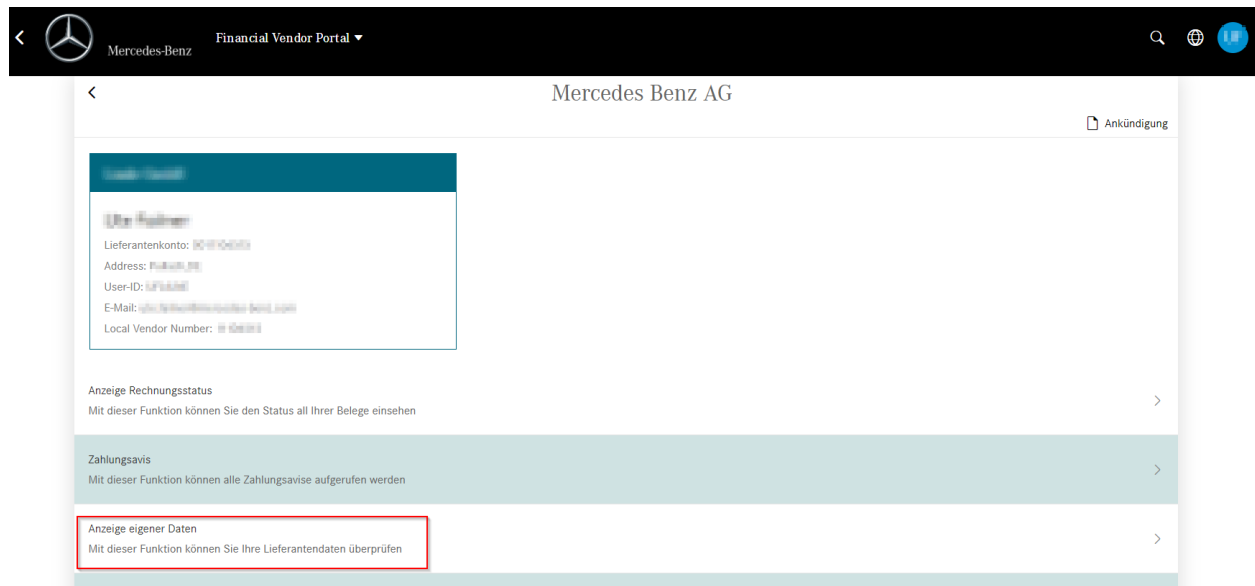 Mercedes-Benz
Financial Vendor Portal
Mercedes Benz AG
Ankündigung
Lieferantenkonto:
Address:
User-ID:
E-Mail:
Local Vendor Number:
Anzeige Rechnungsstatus
Mit dieser Funktion können Sie den Status all Ihrer Belege einsehen
Zahlungsavis
Mit dieser Funktion können alle Zahlungsavise aufgerufen werden
Anzeige eigener Daten
Mit dieser Funktion können Sie Ihre Lieferantendaten überprüfen